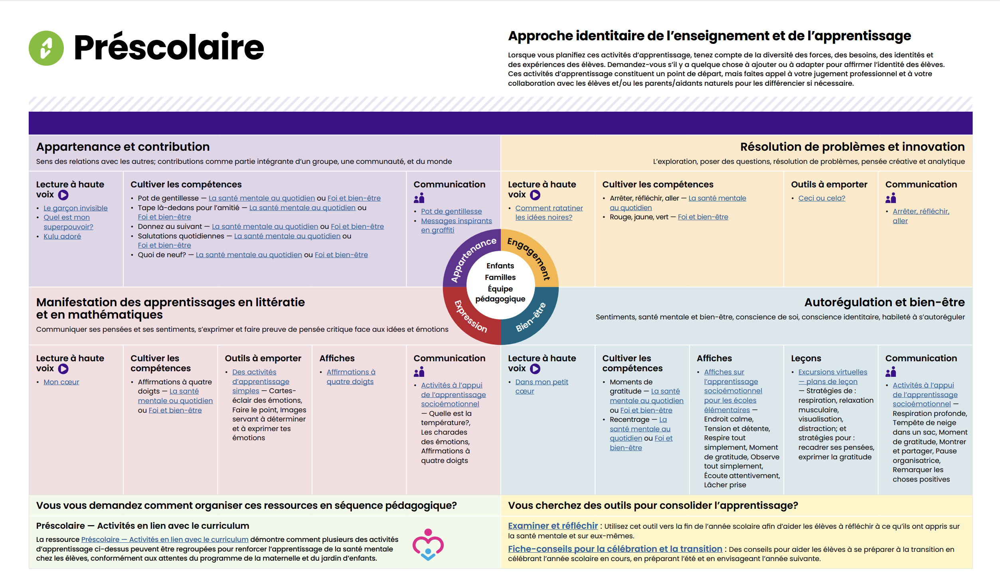 Préscolaire
Approche identitaire de l’enseignement et de l’apprentissage
Lorsque vous planifiez ces activités d’apprentissage, tenez compte de la diversité des forces, des besoins, des identités et
des expériences des élèves. Demandez-vous s’il y a quelque chose à ajouter ou à adapter pour affirmer l’identité des élèves.
Ces activités d’apprentissage constituent un point de départ, mais faites appel à votre jugement professionnel et à votre
collaboration avec les élèves et/ou les parents/aidants naturels pour les différencier si nécessaire.
Appartenance et contribution
Sens des relations avec les autres; contributions comme partie intégrante d’un groupe, une communauté, et du monde
Lecture à haute
voix
• Le garçon invisible
• Quel est mon
superpouvoir?
• Kulu adoré
Cultiver les compétences
• Pot de gentillesse — La santé mentale au quotidien ou Foi et bien-être
• Tape là-dedans pour l’amitié — La santé mentale au quotidien ou
Foi et bien-être
• Donnez au suivant — La santé mentale au quotidien ou Foi et bien-être
• Salutations quotidiennes — La santé mentale au quotidien ou
Foi et bien-être
• Quoi de neuf? — La santé mentale au quotidien ou Foi et bien-être
Communication
• Pot de gentillesse
• Messages inspirants
en graffiti
Résolution de problèmes et innovation
L’exploration, poser des questions, résolution de problèmes, pensée créative et analytique
Lecture à haute
voix
• Comment ratatiner
les idées noires?
Cultiver les compétences
• Arrêter, réfléchir, aller — La santé mentale
au quotidien
• Rouge, jaune, vert — Foi et bien-être
Outils à emporter
• Ceci ou cela?
Communication
• Arrêter, réfléchir,
aller
Appartenance
Engagement
Expression
Bien-être
Enfants
Familles
Équipe
pédagogique
Manifestation des apprentissages en littératie
et en mathématiques
Communiquer ses pensées et ses sentiments, s’exprimer et faire preuve de pensée critique face aux idées et émotions
Lecture à haute
voix
• Mon cœur
Cultiver les
compétences
• Affirmations à quatre
doigts — La santé
mentale ou quotidien
ou Foi et bien-être
Outils à emporter
• Des activités
d’apprentissage
simples — Cartes-
éclair des émotions,
Faire le point, Images
servant à déterminer
et à exprimer tes
émotions
Affiches
• Affirmations à
quatre doigts
Communication
• Activités à l’appui
de l’apprentissage
socioémotionnel
— Quelle est la
température?,
Les charades
des émotions,
Affirmations à
quatre doigts
Autorégulation et bien-être
Sentiments, santé mentale et bien-être, conscience de soi, conscience identitaire, habileté à s’autoréguler
Lecture à haute
voix
• Dans mon petit
cœur
Cultiver les
compétences
• Moments de
gratitude — La santé
mentale au quotidien
ou Foi et bien-être
• Recentrage — La
santé mentale au
quotidien ou Foi et
bien-être
Affiches
• Affiches sur
l’apprentissage
socioémotionnel
pour les écoles
élémentaires —
Endroit calme,
Tension et détente,
Respire tout
simplement, Moment
de gratitude, Observe
tout simplement,
Écoute attentivement,
Lâcher prise
Leçons
• Excursions virtuelles
— plans de leçon
— Stratégies de :
respiration, relaxation
musculaire,
visualisation,
distraction; et
stratégies pour :
recadrer ses pensées,
exprimer la gratitude
Communication
• Activités à l’appui
de l’apprentissage
socioémotionnel —
Respiration profonde,
Tempête de neige
dans un sac, Moment
de gratitude, Montrer
et partager, Pause
organisatrice,
Remarquer les
choses positives
Vous vous demandez comment organiser ces ressources en séquence pédagogique?
Préscolaire — Activités en lien avec le curriculum
La ressource Préscolaire — Activités en lien avec le curriculum démontre comment plusieurs des activités
d’apprentissage ci-dessus peuvent être regroupées pour renforcer l’apprentissage de la santé mentale
chez les élèves, conformément aux attentes du programme de la maternelle et du jardin d’enfants.
Vous cherchez des outils pour consolider l’apprentissage?
Examiner et réfléchir : Utilisez cet outil vers la fin de l’année scolaire afin d’aider les élèves à réfléchir à ce qu’ils ont appris sur
la santé mentale et sur eux-mêmes.
Fiche-conseils pour la célébration et la transition : Des conseils pour aider les élèves à se préparer à la transition en
célébrant l’année scolaire en cours, en préparant l’été et en envisageant l’année suivante.